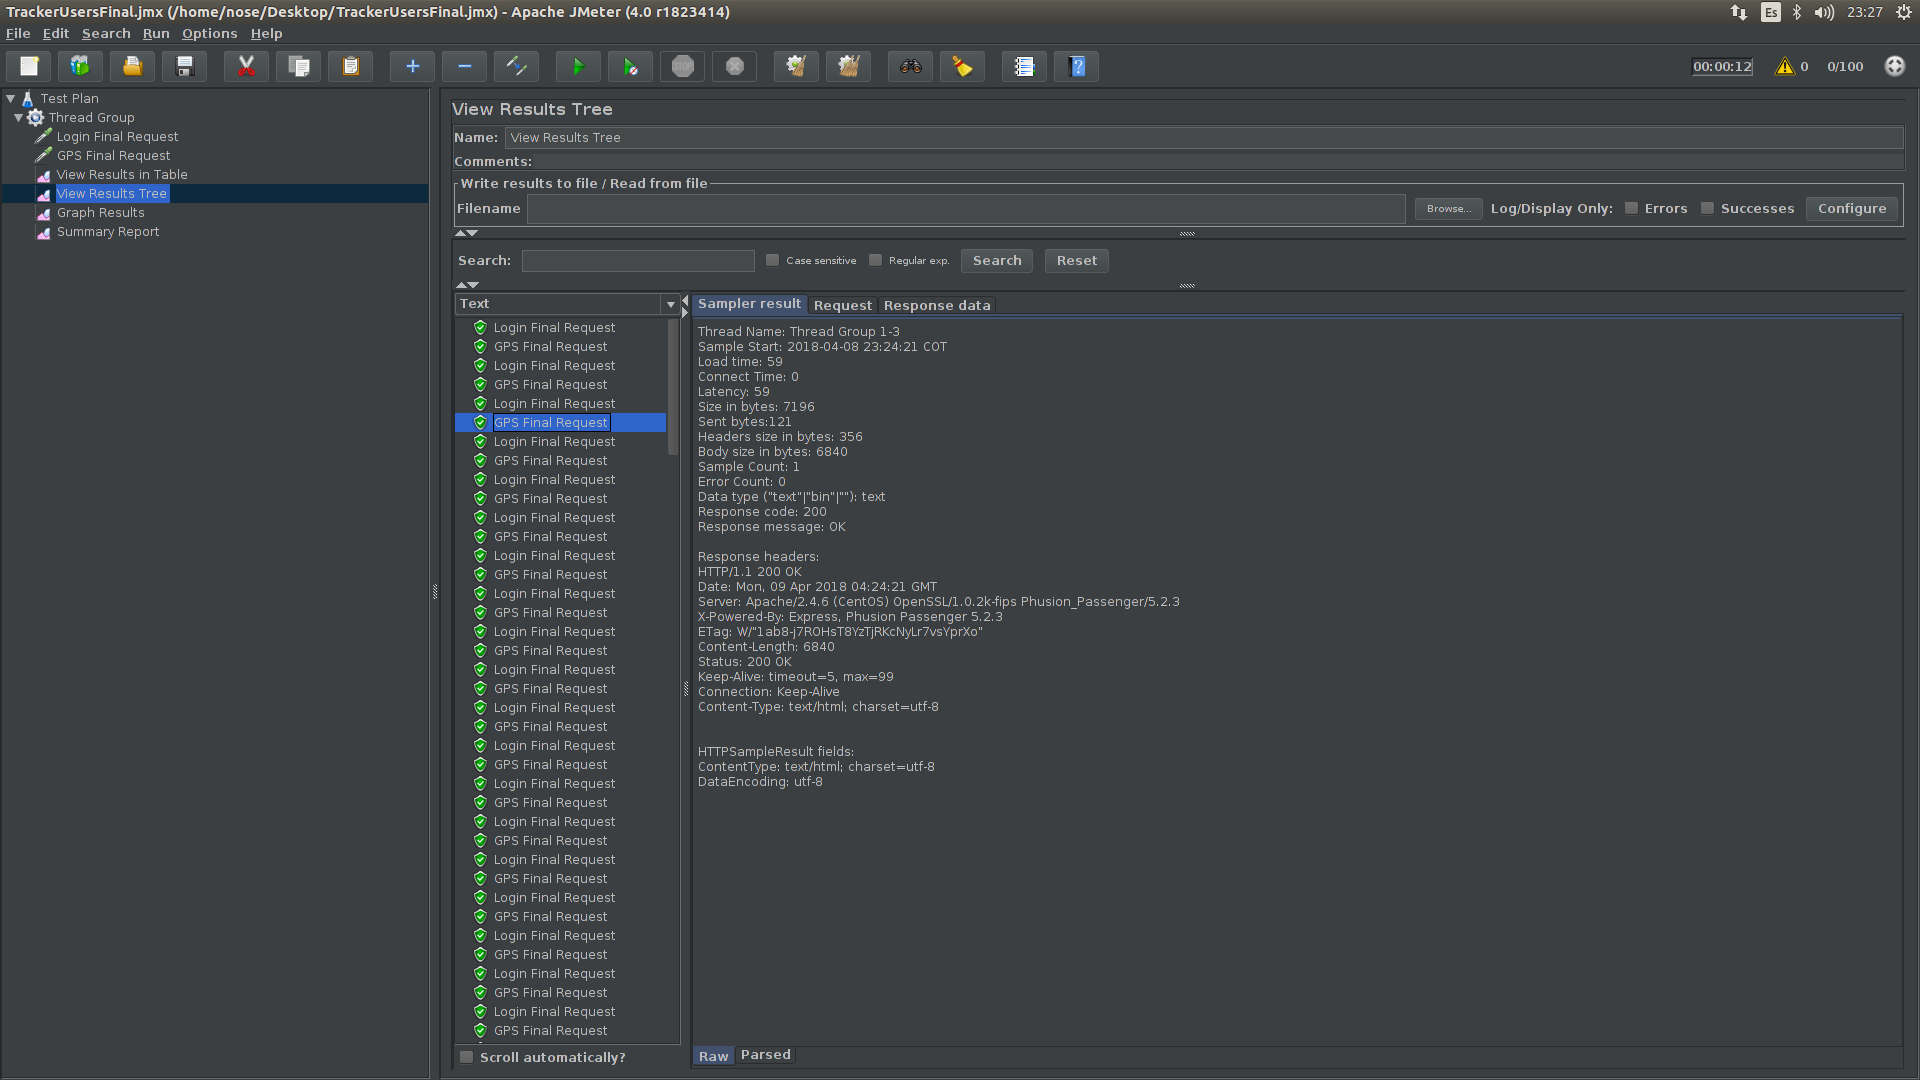 TrackerUsersFinal.jmx (/home/nose/Desktop/TrackerUsersFinal.jmx) - Apache JMeter (4.0 r1823414)
Es
23:27
File Edit Search Run Options Help
STOP
00:00:12
0
0/100
Test Plan
Thread Group
Login Final Request
GPS Final Request
View Results in Table
View Results Tree
Graph Results
Summary Report
View Results Tree
Name: View Results Tree
Comments:
Write results to file / Read from file
Filename
Browse...
Log/Display Only: Errors Successes Configure
Search: Case sensitive Regular exp. Search Reset
Text
Login Final Request
GPS Final Request
Login Final Request
GPS Final Request
Login Final Request
GPS Final Request
Login Final Request
GPS Final Request
Login Final Request
GPS Final Request
Login Final Request
GPS Final Request
Login Final Request
GPS Final Request
Login Final Request
GPS Final Request
Login Final Request
GPS Final Request
Login Final Request
GPS Final Request
Login Final Request
GPS Final Request
Login Final Request
GPS Final Request
Login Final Request
GPS Final Request
Login Final Request
GPS Final Request
Login Final Request
GPS Final Request
Login Final Request
GPS Final Request
Login Final Request
GPS Final Request
Login Final Request
GPS Final Request
Login Final Request
GPS Final Request
Scroll automatically?
Sampler result Request Response data
Thread Name: Thread Group 1-3
Sample Start: 2018-04-08 23:24:21 COT
Load time: 59
Connect Time: 0
Latency: 59
Size in bytes: 7196
Sent bytes:121
Headers size in bytes: 356
Body size in bytes: 6840
Sample Count: 1
Error Count: 0
Data type ("text"|"bin"|""): text
Response code: 200
Response message: OK
Response headers:
HTTP/1.1 200 OK
Date: Mon, 09 Apr 2018 04:24:21 GMT
Server: Apache/2.4.6 (CentOS) OpenSSL/1.0.2k-fips Phusion_Passenger/5.2.3
X-Powered-By: Express, Phusion Passenger 5.2.3
ETag: W/"1ab8-j7ROHsT8YzTjRKcNyLr7vsYprXo"
Content-Length: 6840
Status: 200 OK
Keep-Alive: timeout=5, max=99
Connection: Keep-Alive
Content-Type: text/html; charset=utf-8
HTTPSampleResult fields:
ContentType: text/html; charset=utf-8
DataEncoding: utf-8
Raw Parsed